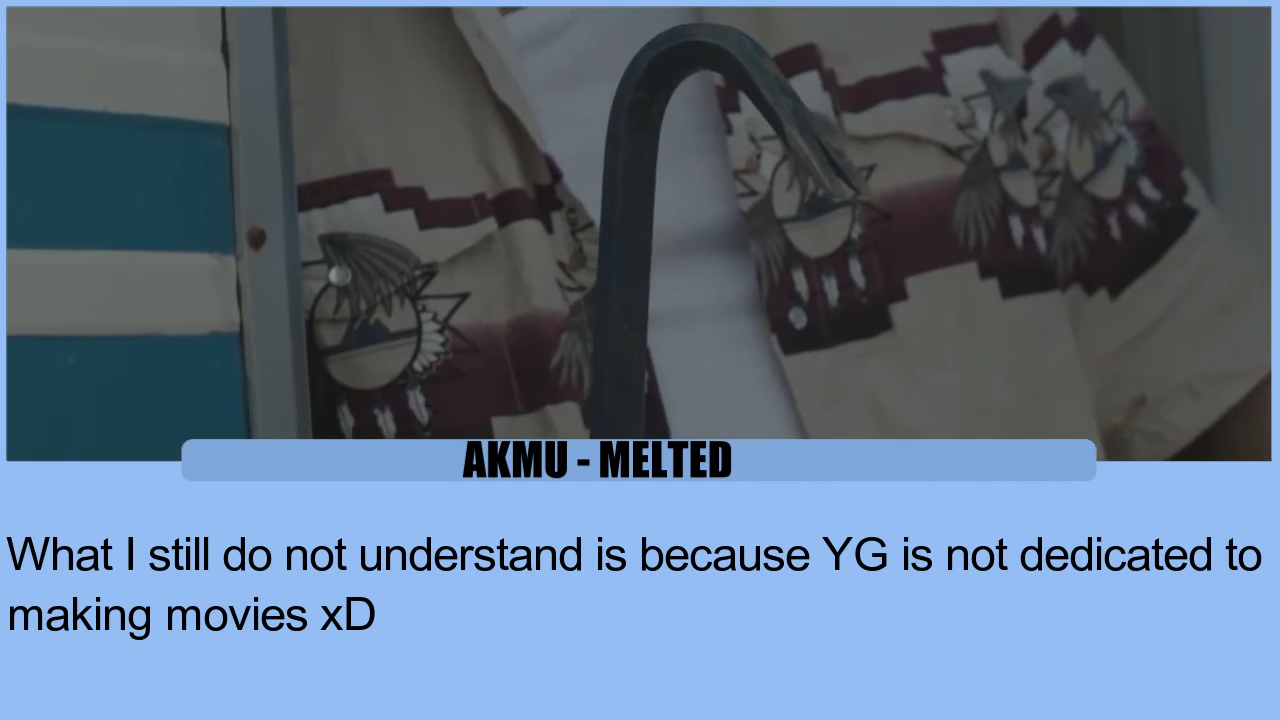 AKMU - MELTED
What I still do not understand is because YG is not dedicated to
making movies xD